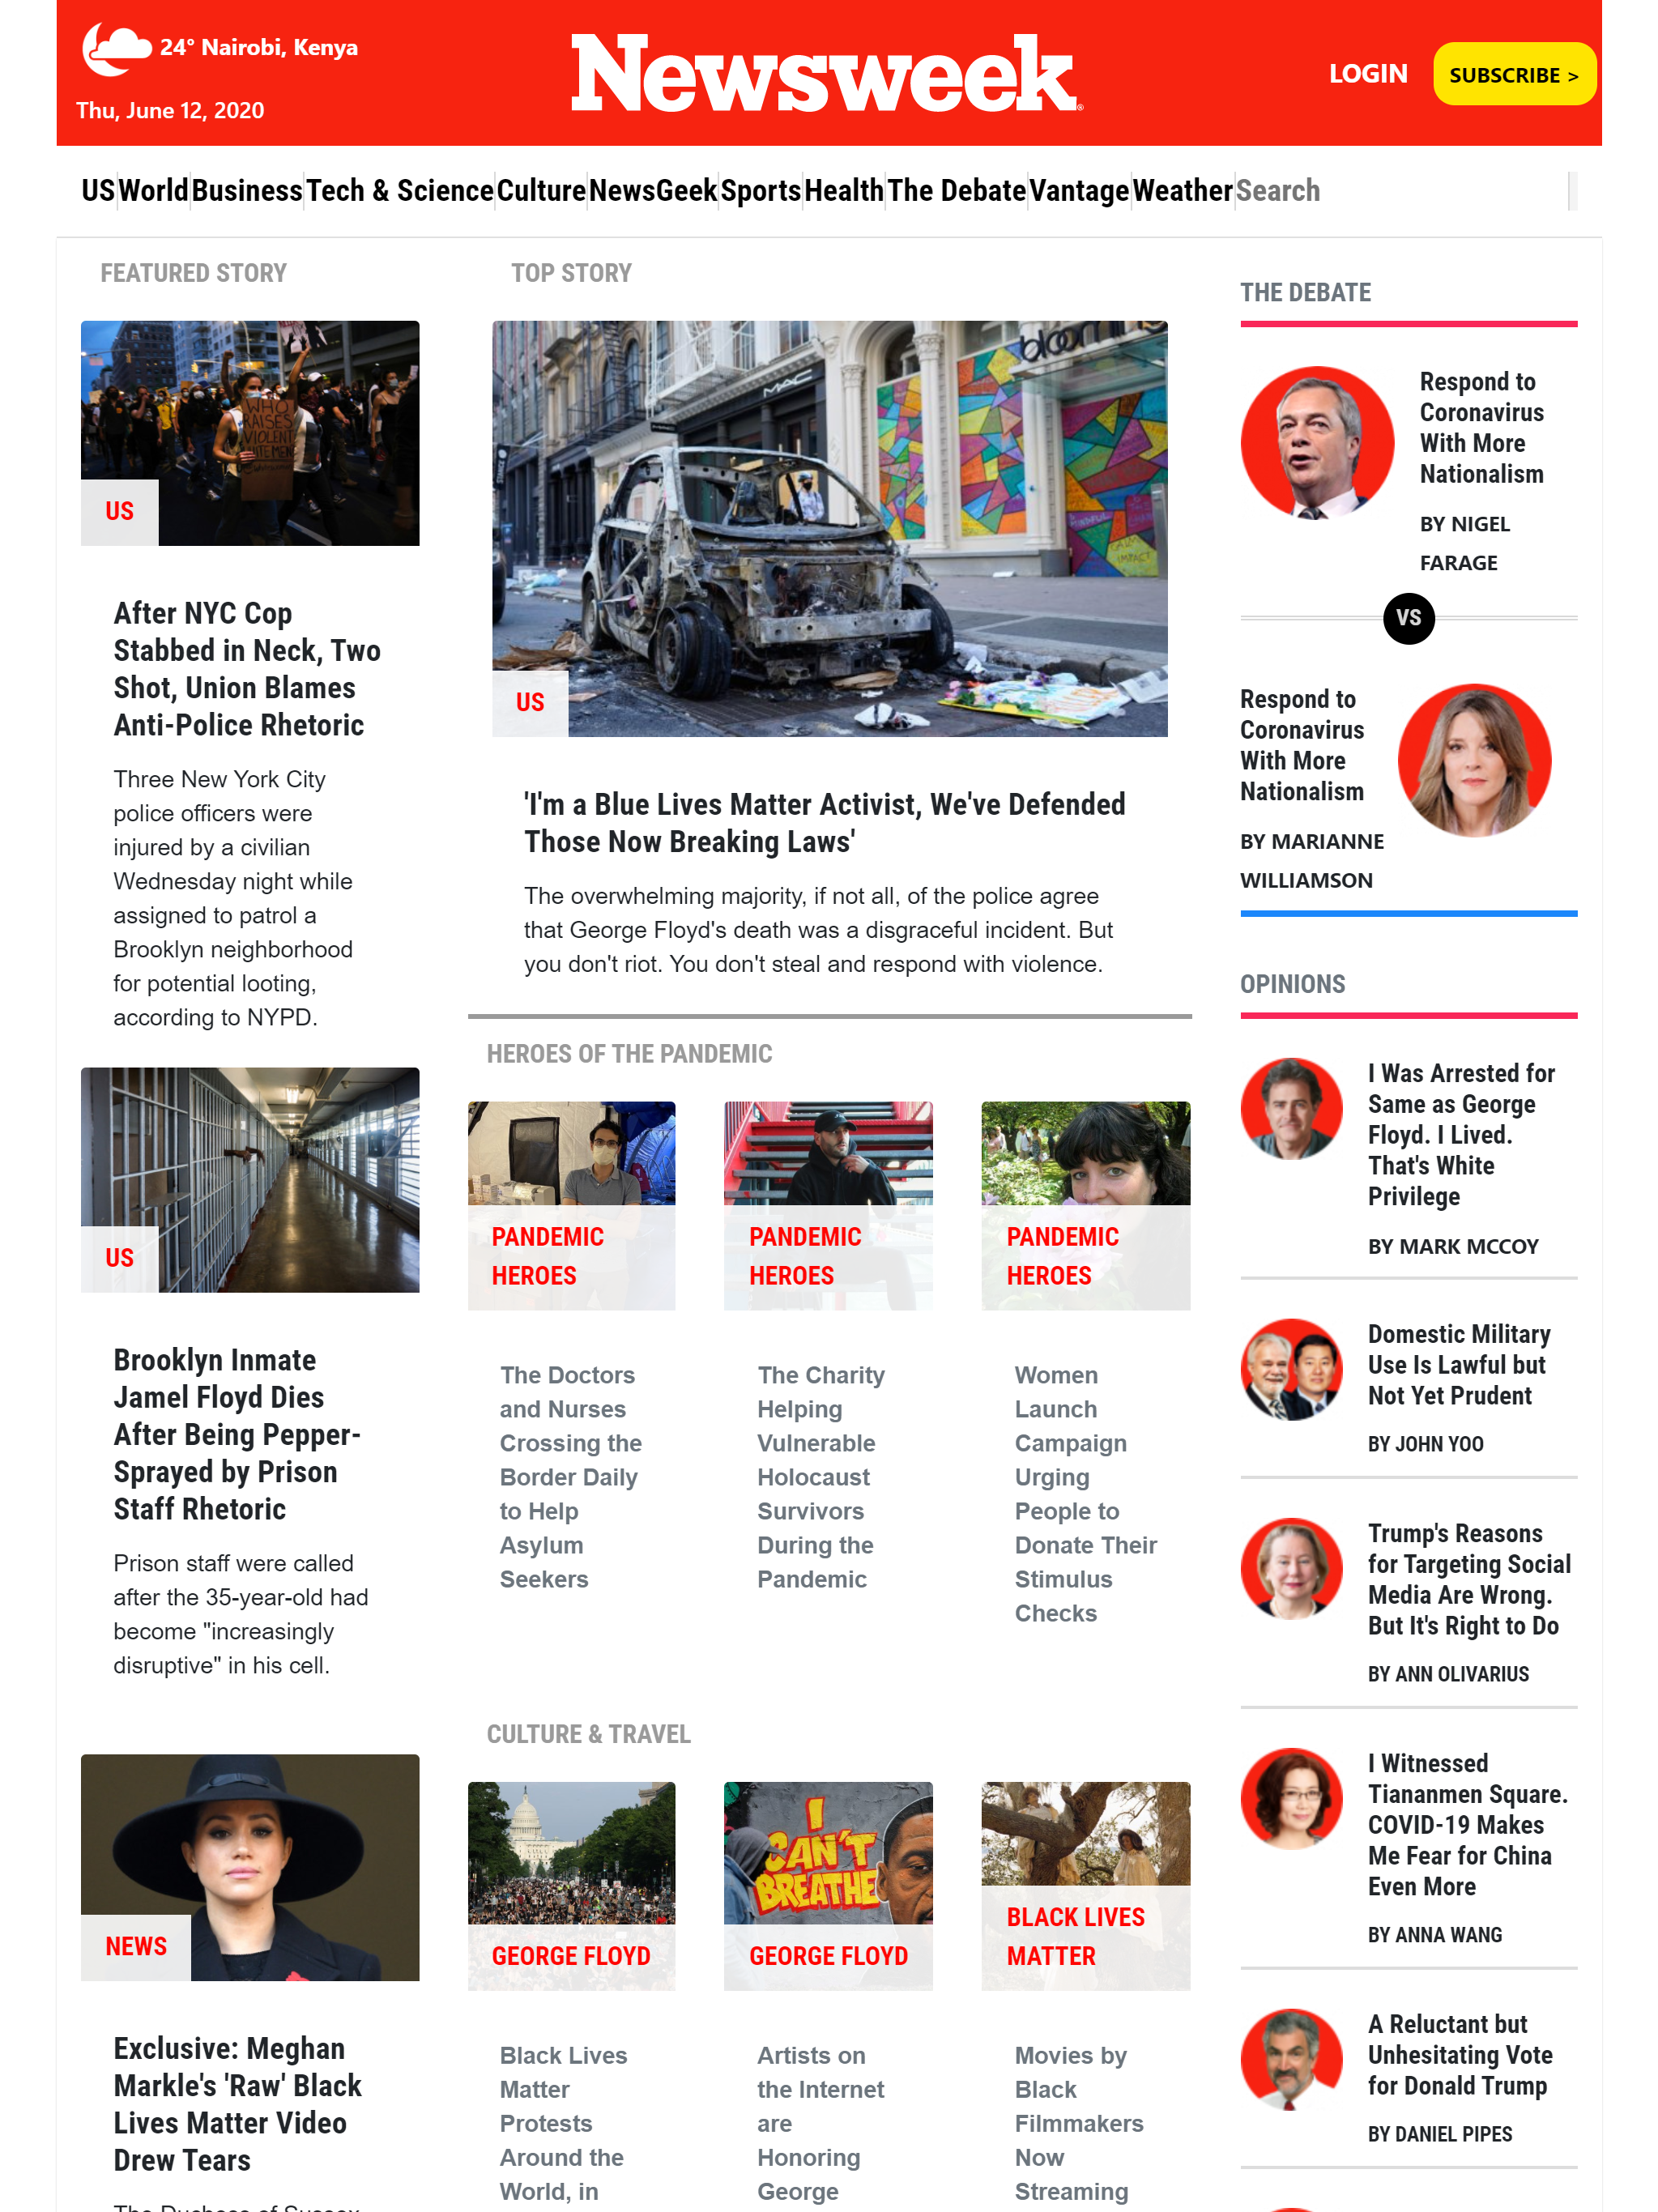 24° Nairobi, Kenya
Thu, June 12, 2020
Newsweek
LOGIN
SUBSCRIBE >
US World Business Tech & Science Culture NewsGeek Sports Health The Debate Vantage Weather Search
FEATURED STORY
WHO
RAISES
VIOLENT
US
After NYC Cop
Stabbed in Neck, Two
Shot, Union Blames
Anti-Police Rhetoric
Three New York City
police officers were
injured by a civilian
Wednesday night while
assigned to patrol a
Brooklyn neighborhood
for potential looting,
according to NYPD.
US
Brooklyn Inmate
Jamel Floyd Dies
After Being Pepper-
Sprayed by Prison
Staff Rhetoric
Prison staff were called
after the 35-year-old had
become "increasingly
disruptive" in his cell.
NEWS
Exclusive: Meghan
Markle's 'Raw' Black
Lives Matter Video
Drew Tears
The Duchess of Sussex
TOP STORY
MAC
bloomi
US
'I'm a Blue Lives Matter Activist, We've Defended
Those Now Breaking Laws'
The overwhelming majority, if not all, of the police agree
that George Floyd's death was a disgraceful incident. But
you don't riot. You don't steal and respond with violence.
HEROES OF THE PANDEMIC
PANDEMIC
HEROES
The Doctors
and Nurses
Crossing the
Border Daily
to Help
Asylum
Seekers
PANDEMIC
HEROES
The Charity
Helping
Vulnerable
Holocaust
Survivors
During the
Pandemic
PANDEMIC
HEROES
Women
Launch
Campaign
Urging
People to
Donate Their
Stimulus
Checks
CULTURE & TRAVEL
GEORGE FLOYD
Black Lives
Matter
Protests
Around the
World, in
I
CAN'T
BREATHE
GEORGE FLOYD
Artists on
the Internet
are
Honoring
George
BLACK LIVES
MATTER
Movies by
Black
Filmmakers
Now
Streaming
THE DEBATE
Respond to
Coronavirus
With More
Nationalism
BY NIGEL
FARAGE
VS
Respond to
Coronavirus
With More
Nationalism
BY MARIANNE
WILLIAMSON
OPINIONS
I Was Arrested for
Same as George
Floyd. I Lived.
That's White
Privilege
BY MARK MCCOY
Domestic Military
Use Is Lawful but
Not Yet Prudent
BY JOHN YOO
Trump's Reasons
for Targeting Social
Media Are Wrong.
But It's Right to Do
BY ANN OLIVARIUS
I Witnessed
Tiananmen Square.
COVID-19 Makes
Me Fear for China
Even More
BY ANNA WANG
A Reluctant but
Unhesitating Vote
for Donald Trump
BY DANIEL PIPES